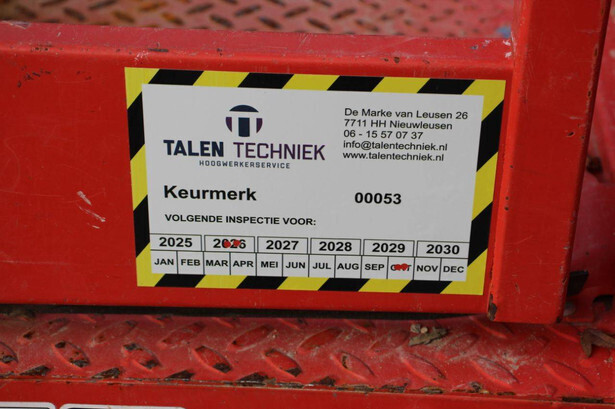 De Marke van Leusen 26
7711 HH Nieuwleusen
06 - 15 57 07 37
info@talentechniek.nl
www.talentechniek.nl
TALEN TECHNIEK
HOOGWERKERSERVICE
Keurmerk 00053
VOLGENDE INSPECTIE VOOR:
2025 2026 2027 2028 2029 2030
JAN FEB MAR APR MEI JUN JUL AUG SEP OKT NOV DEC